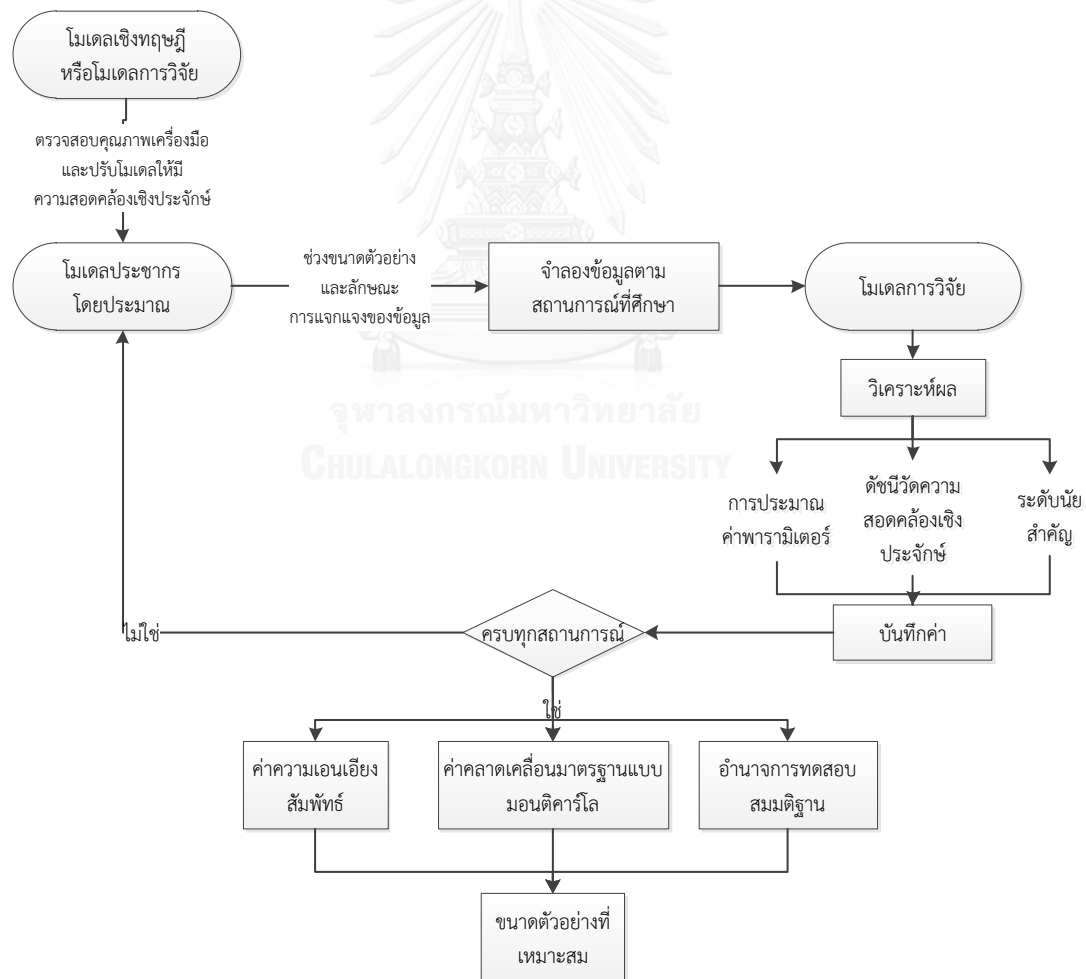 โมเดลเชิงทฤษฎี
หรือโมเดลการวิจัย
ตรวจสอบคุณภาพเครื่องมือ
และปรับโมเดลให้มี
ความสอดคล้องเชิงประจักษ์
โมเดลประชากร
โดยประมาณ
ช่วงขนาดตัวอย่าง
และลักษณะ
การแจกแจงของข้อมูล
จำลองข้อมูลตาม
สถานการณ์ที่ศึกษา
โมเดลการวิจัย
วิเคราะห์ผล
จุฬาลงกรณ์มหาวิทยาลัย
CHULALONGKORN UNIVERSITY
การประมาณ
ค่าพารามิเตอร์
ดัชนีวัดความ
สอดคล้องเชิง
ประจักษ์
ระดับนัย
สำคัญ
บันทึกค่า
ครบทุกสถานการณ์
ไม่ใช่
ใช่
ค่าความเอนเอียง
สัมพัทธ์
ค่าคลาดเคลื่อนมาตรฐานแบบ
มอนติคาร์โล
อำนาจการทดสอบ
สมมติฐาน
ขนาดตัวอย่างที่
เหมาะสม